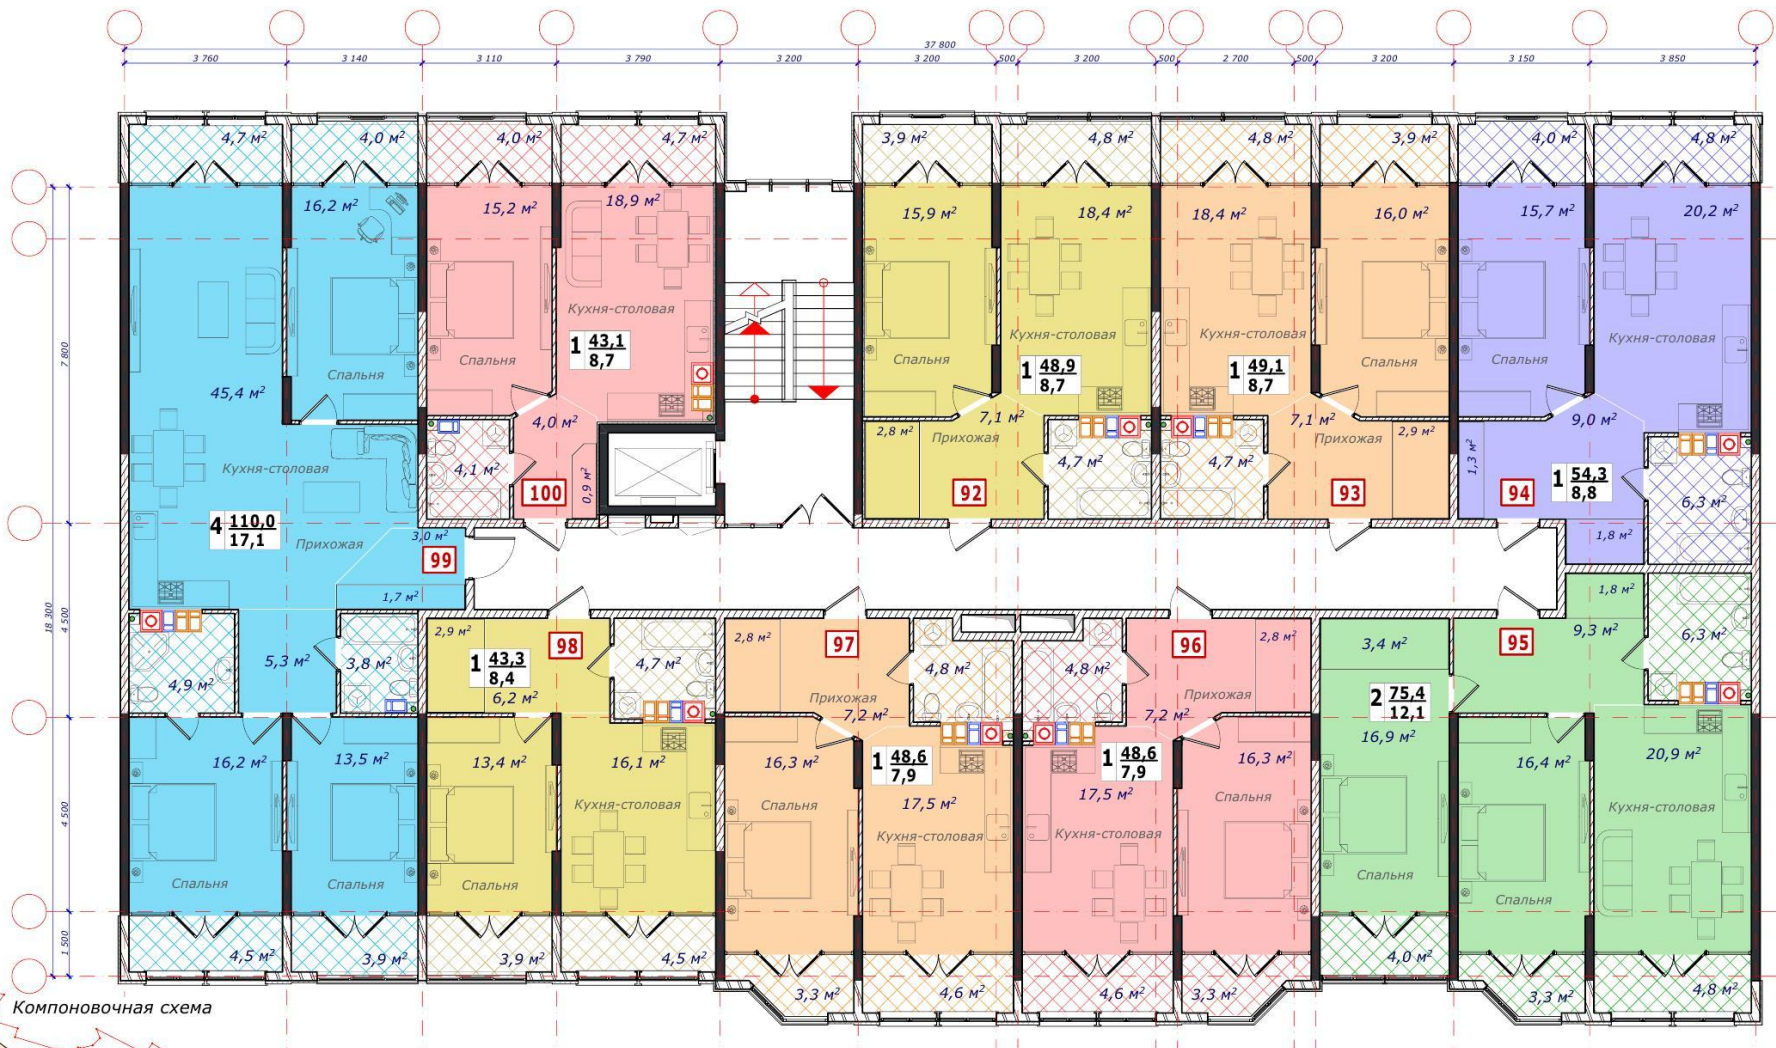 37 800
3 760
3 140
3 110
3 790
3 200
3 200
500
3 200
500
2 700
500
3 200
3 150
3 850
4,7 м²
4,0 м²
4,0 м²
4,7 м²
3,9 м²
4,8 м²
4,8 м²
3,9 м²
4,0 м²
4,8 м²
16,2 м²
15,2 м²
18,9 м²
15,9 м²
18,4 м²
18,4 м²
16,0 м²
15,7 м²
20,2 м²
7 800
18 300
4 500
4 500
1 500
Кухня-столовая
1 43,1
8,7
Спальня
Спальня
45,4 м²
Кухня-столовая
1 48,9
8,7
Спальня
Кухня-столовая
1 49,1
8,7
Спальня
Спальня
Кухня-столовая
4,0 м²
7,1 м²
7,1 м²
9,0 м²
2,8 м²
Прихожая
Прихожая
2,9 м²
1,3 м²
Кухня-столовая
4,1 м²
0,9 м²
4,7 м²
4,7 м²
1 54,3
8,8
100
92
93
94
6,3 м²
4 110,0
17,1
Прихожая
3,0 м²
99
1,8 м²
1,7 м²
1,8 м²
2,9 м²
98
2,8 м²
97
96
2,8 м²
3,4 м²
95
9,3 м²
6,3 м²
5,3 м²
3,8 м²
4,9 м²
1 43,3
8,4
6,2 м²
4,7 м²
4,8 м²
4,8 м²
Прихожая
7,2 м²
7,2 м²
Прихожая
2 75,4
12,1
16,9 м²
16,2 м²
13,5 м²
13,4 м²
16,1 м²
16,3 м²
1 48,6
7,9
1 48,6
7,9
16,3 м²
16,4 м²
20,9 м²
17,5 м²
17,5 м²
Кухня-столовая
Спальня
Кухня-столовая
Кухня-столовая
Спальня
Кухня-столовая
Спальня
Спальня
Спальня
Спальня
Спальня
4,5 м²
3,9 м²
3,9 м²
4,5 м²
3,3 м²
4,6 м²
4,6 м²
3,3 м²
4,0 м²
3,3 м²
4,8 м²
Компоновочная схема